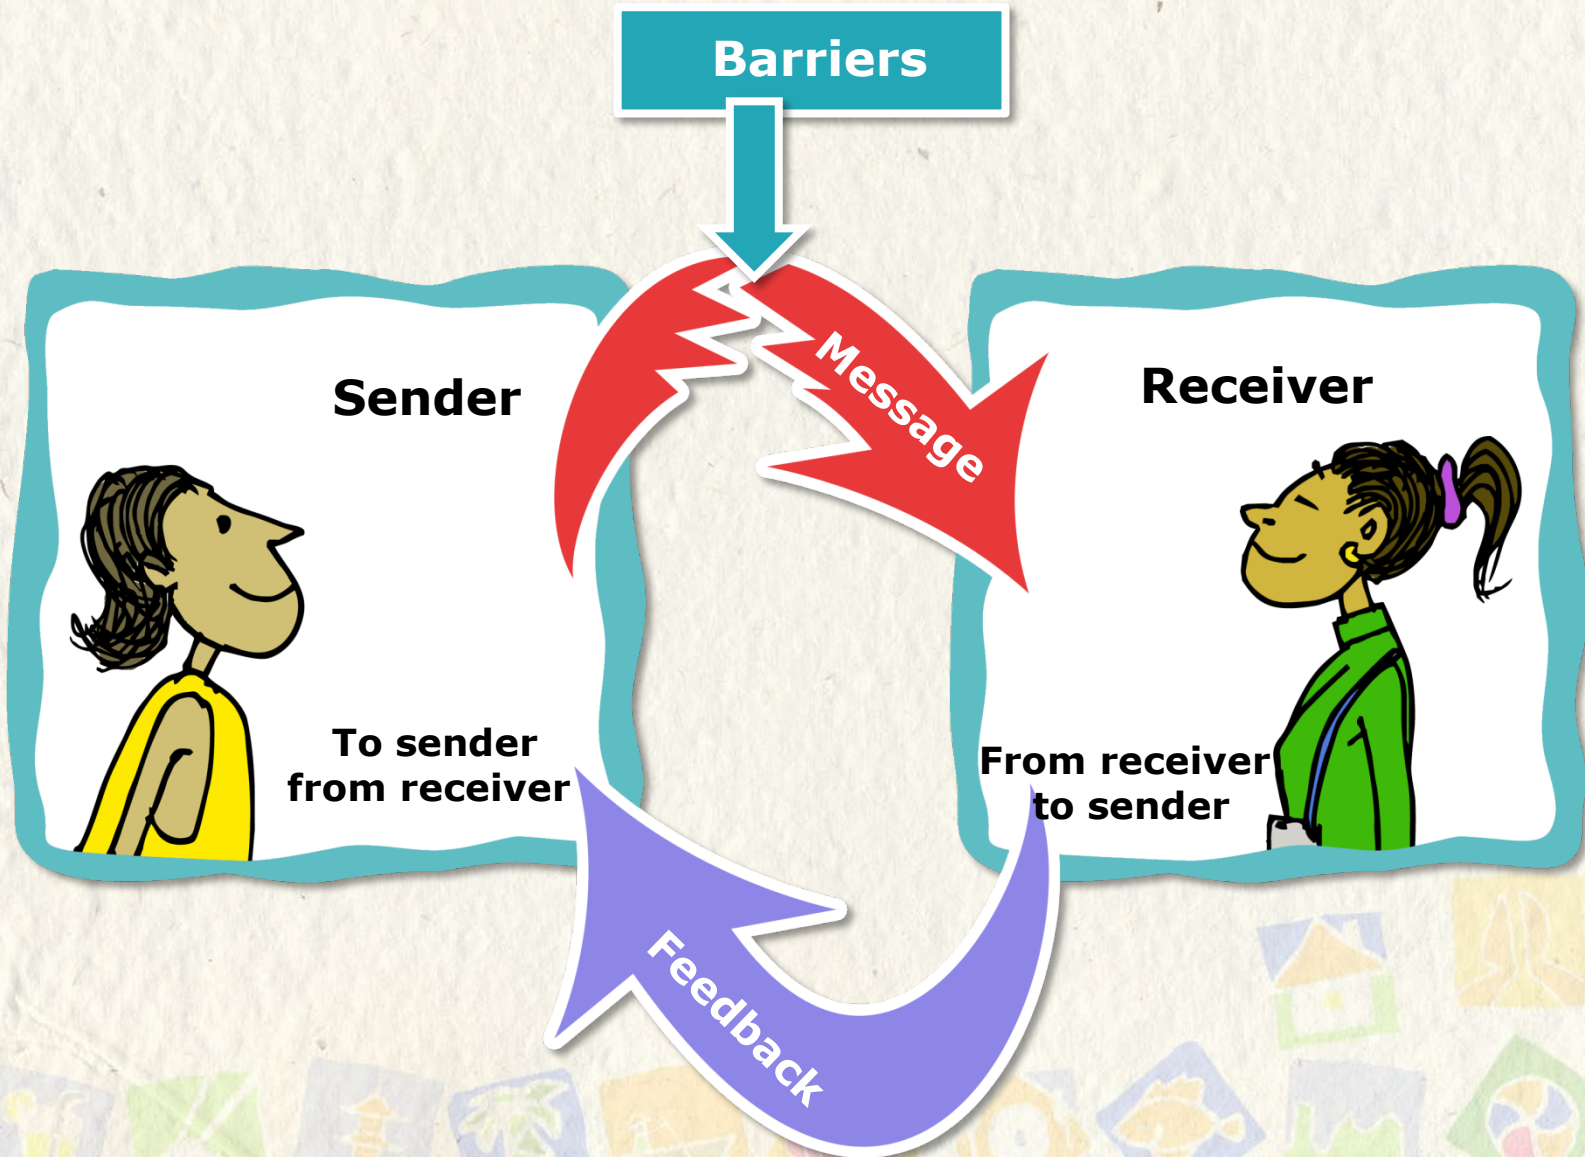 Barriers
Sender
Message
Receiver
To sender
from receiver
From receiver
to sender
Feedback